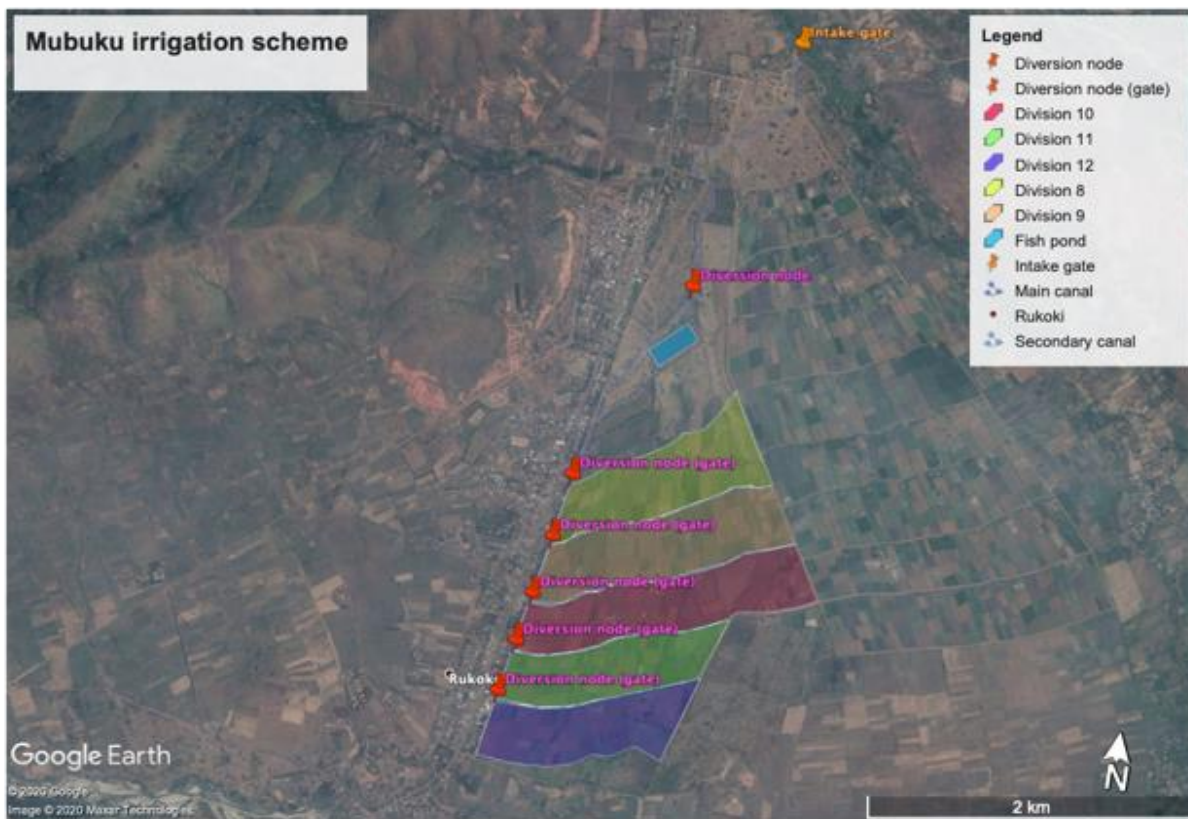 Mubuku irrigation scheme
Intake gate
Legend
Diversion node
Diversion node (gate)
Division 10
Division 11
Division 12
Division 8
Division 9
Fish pond
Intake gate
Main canal
Rukoki
Secondary canal
Diversion node
Diversion node (gate)
Diversion node (gate)
Diversion node (gate)
Diversion node (gate)
Rukoki
Diversion node (gate)
Google Earth
© 2020 Google
Image © 2020 Maxar Technologies
N
2 km